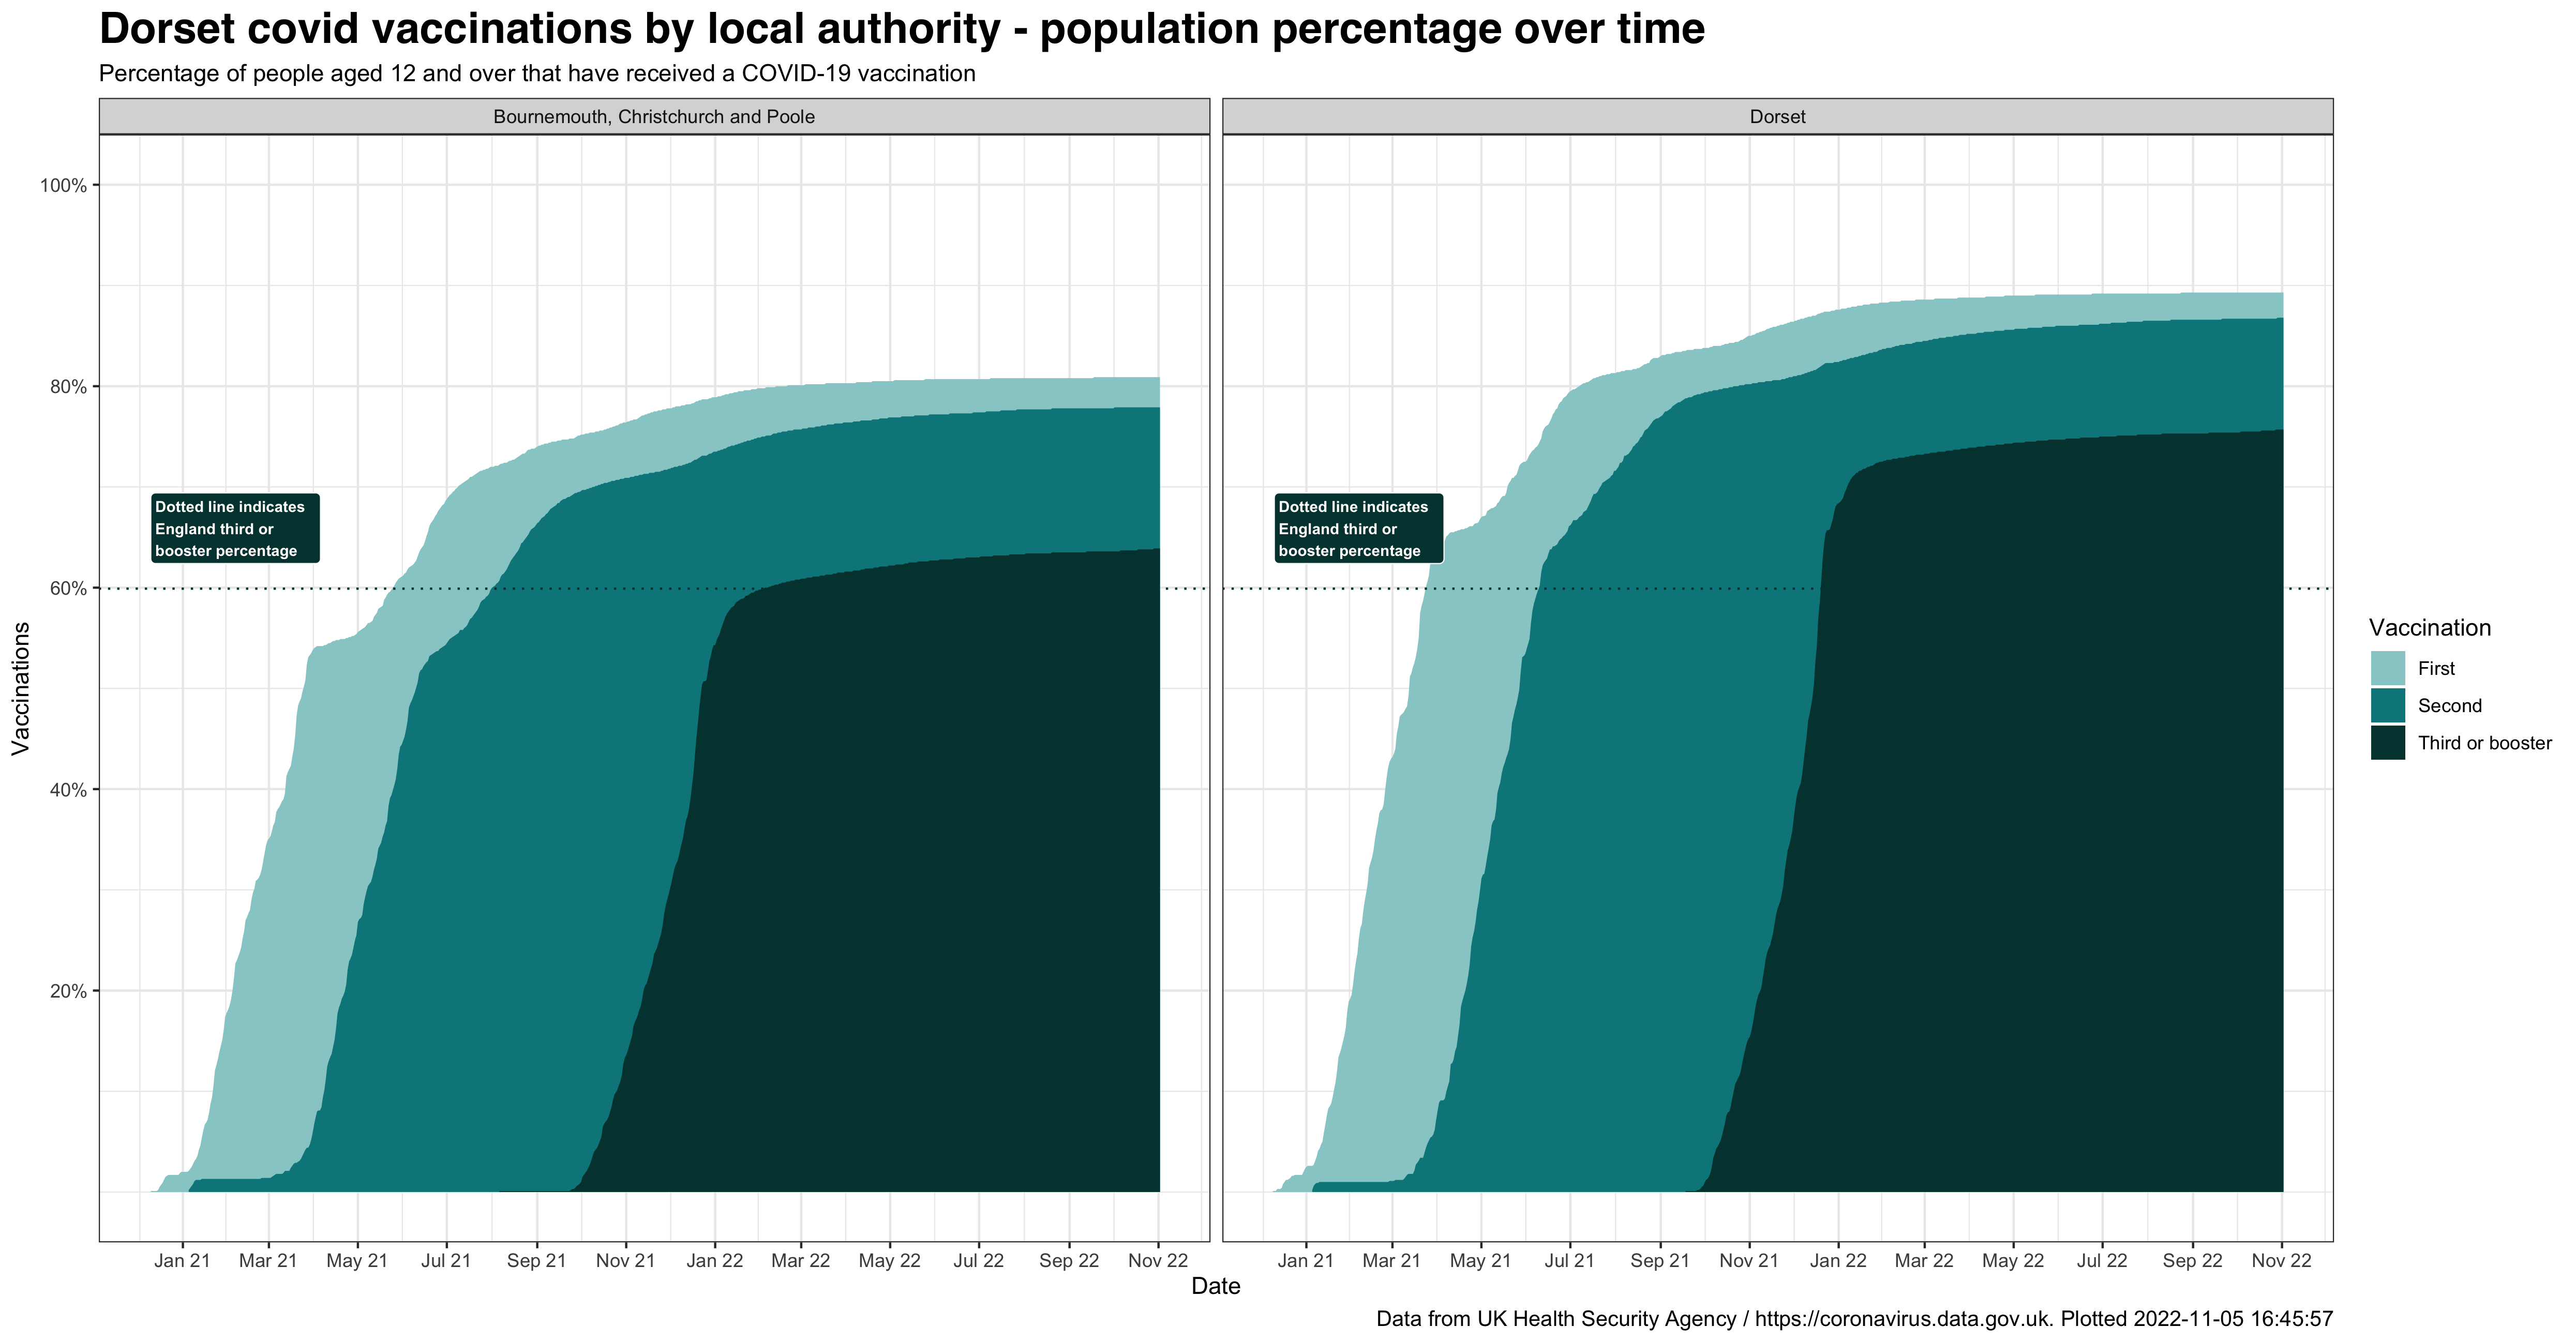 Dorset covid vaccinations by local authority - population percentage over time
Percentage of people aged 12 and over that have received a COVID-19 vaccination
Bournemouth, Christchurch and Poole
Dorset
Vaccinations
100%
80%
60%
40%
20%
Dotted line indicates
England third or
booster percentage
Dotted line indicates
England third or
booster percentage
Jan 21 Mar 21 May 21 Jul 21 Sep 21 Nov 21 Jan 22 Mar 22 May 22 Jul 22 Sep 22 Nov 22
Jan 21 Mar 21 May 21 Jul 21 Sep 21 Nov 21 Jan 22 Mar 22 May 22 Jul 22 Sep 22 Nov 22
Date
Vaccination
First
Second
Third or booster
Data from UK Health Security Agency / https://coronavirus.data.gov.uk. Plotted 2022-11-05 16:45:57